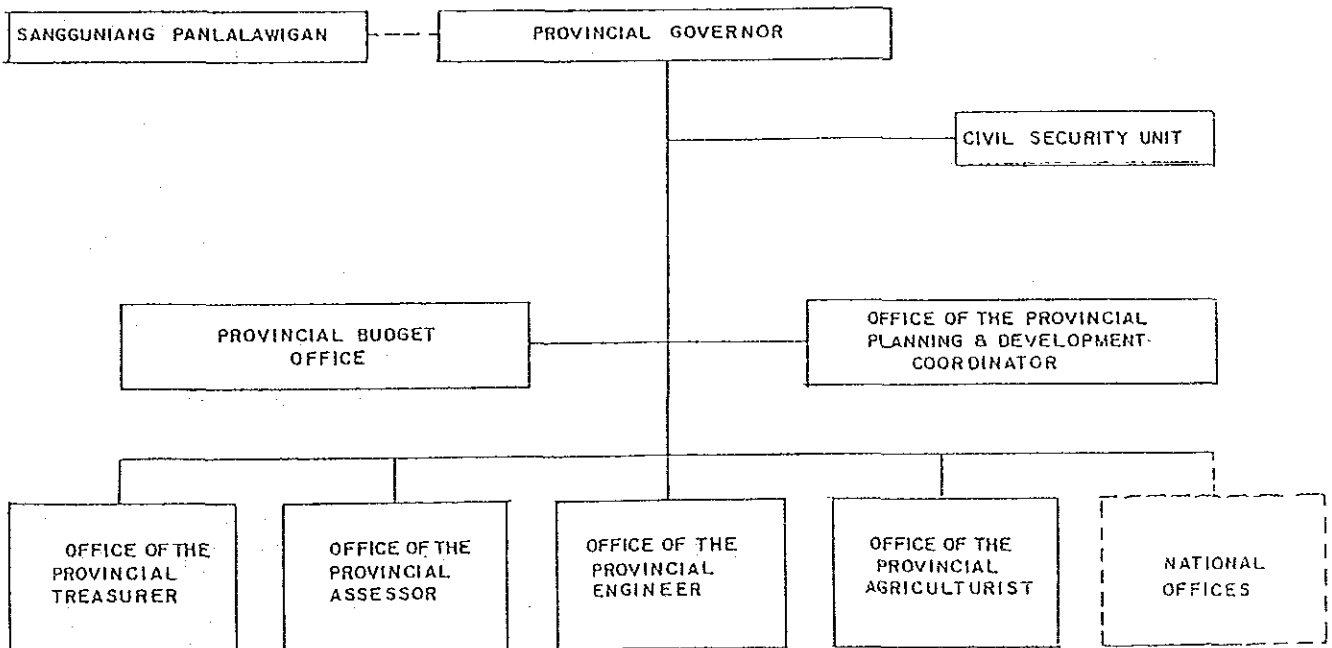 SANGGUNIANG PANLALAWIGAN
PROVINCIAL GOVERNOR
CIVIL SECURITY UNIT
PROVINCIAL BUDGET
OFFICE
OFFICE OF THE PROVINCIAL
PLANNING & DEVELOPMENT-
COORDINATOR
OFFICE OF THE
PROVINCIAL
TREASURER
OFFICE OF THE
PROVINCIAL
ASSESSOR
OFFICE OF THE
PROVINCIAL
ENGINEER
OFFICE OF THE
PROVINCIAL
AGRICULTURIST
NATIONAL
OFFICES